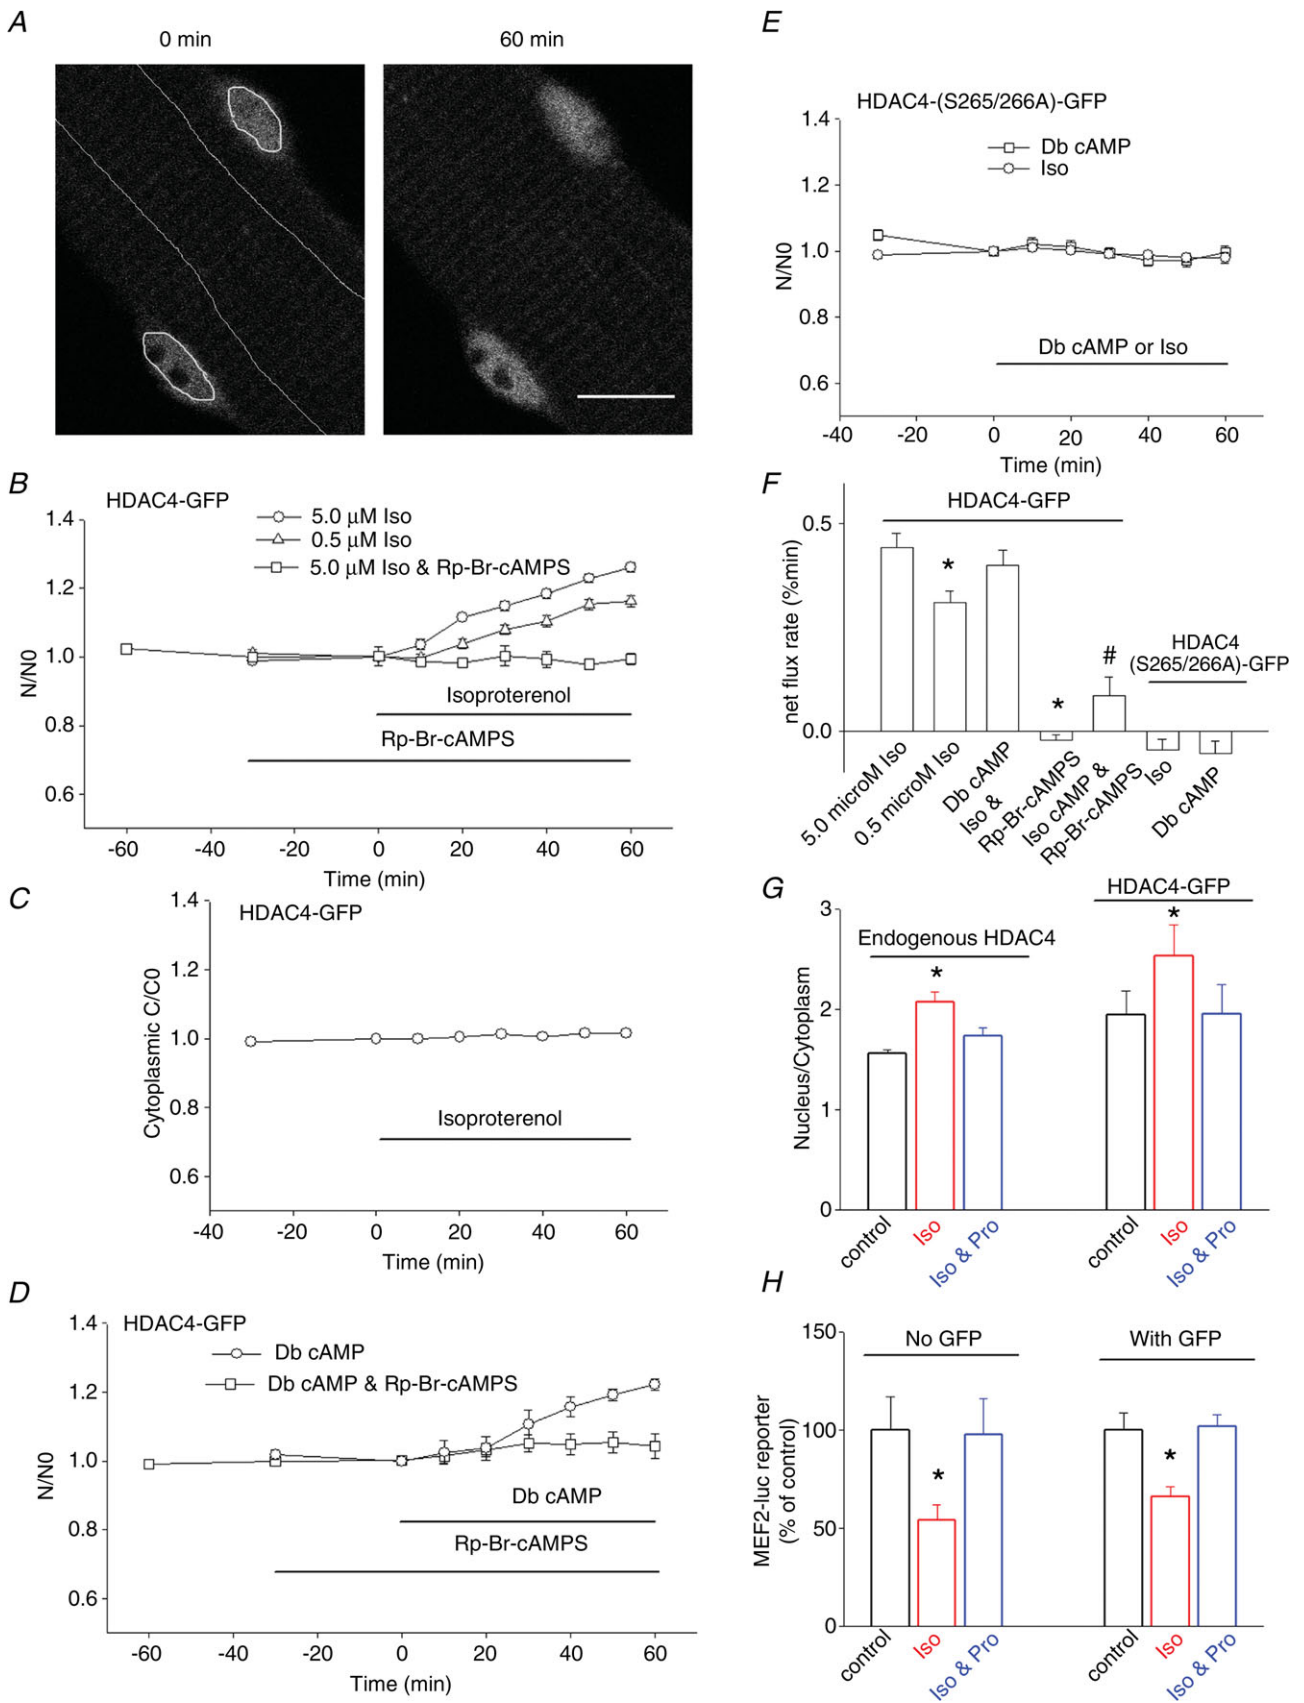 A
0 min
60 min
B
HDAC4-GFP
5.0 μM Iso
0.5 μM Iso
5.0 μM Iso & Rp-Br-cAMPS
1.4
1.2
1.0
0.8
0.6
N/N0
Isoproterenol
Rp-Br-cAMPS
-60 -40 -20 0 20 40 60
Time (min)
C
HDAC4-GFP
1.4
1.2
1.0
0.8
0.6
Cytoplasmic C/C0
Isoproterenol
-40 -20 0 20 40 60
Time (min)
D
HDAC4-GFP
Db cAMP
Db cAMP & Rp-Br-cAMPS
1.4
1.2
1.0
0.8
0.6
N/N0
Db cAMP
Rp-Br-cAMPS
-60 -40 -20 0 20 40 60
Time (min)
E
HDAC4-(S265/266A)-GFP
Db cAMP
Iso
1.4
1.2
1.0
0.8
0.6
N/N0
Db cAMP or Iso
-40 -20 0 20 40 60
Time (min)
F
HDAC4-GFP
0.5
0.0
net flux rate (%min)
*
*
#
HDAC4
(S265/266A)-GFP
5.0 microM Iso
0.5 microM Iso
Db cAMP
Iso &
Rp-Br-cAMPS
Iso cAMP &
Rp-Br-cAMPS
Iso
Db cAMP
G
HDAC4-GFP
Endogenous HDAC4
*
*
3
2
1
0
Nucleus/Cytoplasm
control
Iso
Iso & Pro
control
Iso
Iso & Pro
H
No GFP
With GFP
*
*
150
100
50
0
MEF2-luc reporter
(% of control)
control
Iso
Iso & Pro
control
Iso
Iso & Pro